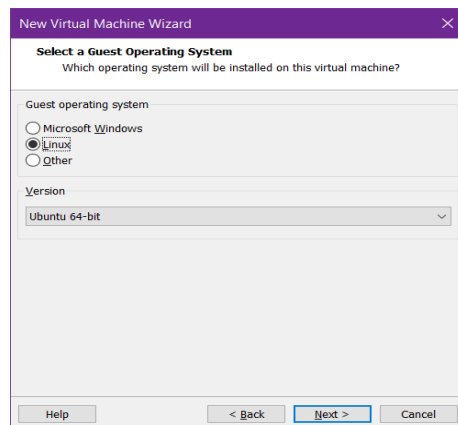 New Virtual Machine Wizard
Select a Guest Operating System
Which operating system will be installed on this virtual machine?
Guest operating system
Microsoft Windows
Linux
Other
Version
Ubuntu 64-bit
Help < Back Next > Cancel